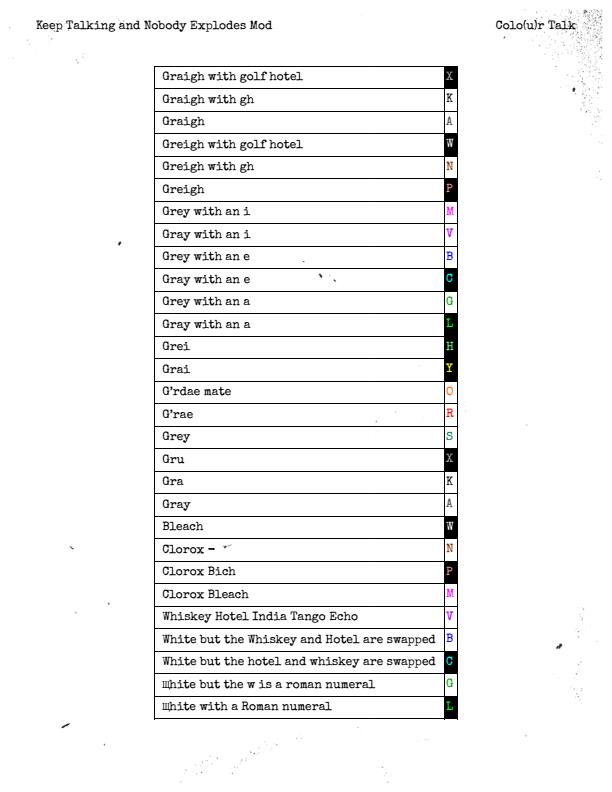 Keep Talking and Nobody Explodes Mod Colo(u)r Talk
Graigh with golf hotel X
Graigh with gh K
Graigh A
Greigh with golf hotel W
Greigh with gh N
Greigh P
Grey with an i M
Gray with an i V
Grey with an e B
Gray with an e C
Grey with an a G
Gray with an a L
Grei H
Grai Y
G'rdae mate O
G'rae R
Grey S
Gru X
Gra K
Gray A
Bleach W
Clorox – N
Clorox Bich P
Clorox Bleach M
Whiskey Hotel India Tango Echo V
White but the Whiskey and Hotel are swapped B
White but the hotel and whiskey are swapped C
Ⅲhite but the w is a roman numeral G
Ⅲhite with a Roman numeral L